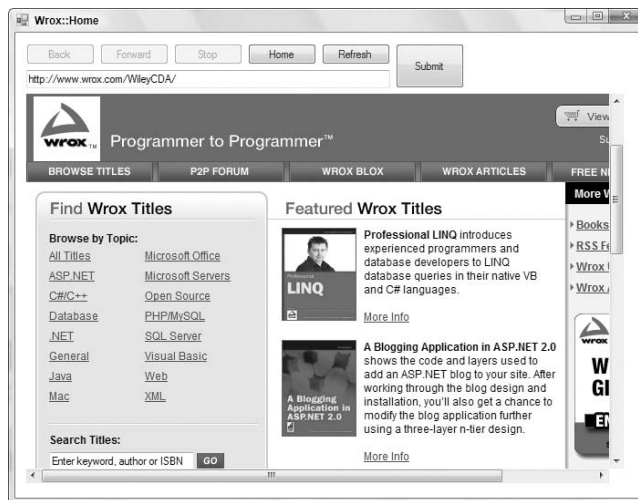 Wrox::Home
Back Forward Stop Home Refresh Submit
http://www.wrox.com/WileyCDA/
wrox™ Programmer to Programmer™
View
BROWSE TITLES P2P FORUM WROX BLOX WROX ARTICLES FREE
Find Wrox Titles
Browse by Topic:
All Titles Microsoft Office
ASP.NET Microsoft Servers
C#/C++ Open Source
Database PHP/MySQL
.NET SQL Server
General Visual Basic
Java Web
Mac XML
Search Titles:
Enter keyword, author or ISBN GO
Featured Wrox Titles
Professional
LINQ
Professional LINQ introduces
experienced programmers and
database developers to LINQ
database queries in their native VB
and C# languages.
More Info
A Blogging
Application in
ASP.NET 2.0
A Blogging Application in ASP.NET 2.0
shows the code and layers used to
add an ASP.NET blog to your site. After
working through the blog design and
installation, you'll also get a chance to
modify the blog application further
using a three-layer n-tier design.
More Info
More
Books
RSS
Wrox
Wrox
wrox